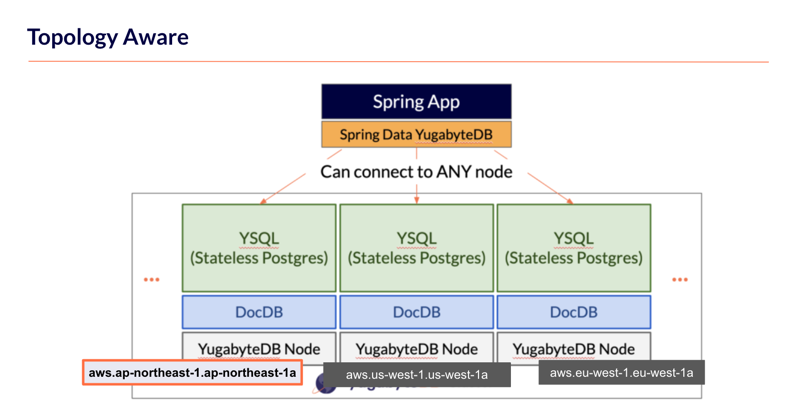 Topology Aware
Spring App
Spring Data YugabyteDB
Can connect to ANY node
YSQL
(Stateless Postgres)
YSQL
(Stateless Postgres)
YSQL
(Stateless Postgres)
...
...
DocDB
DocDB
DocDB
YugabyteDB Node
YugabyteDB Node
YugabyteDB Node
aws.ap-northeast-1.ap-northeast-1a
aws.us-west-1.us-west-1a
aws.eu-west-1.eu-west-1a